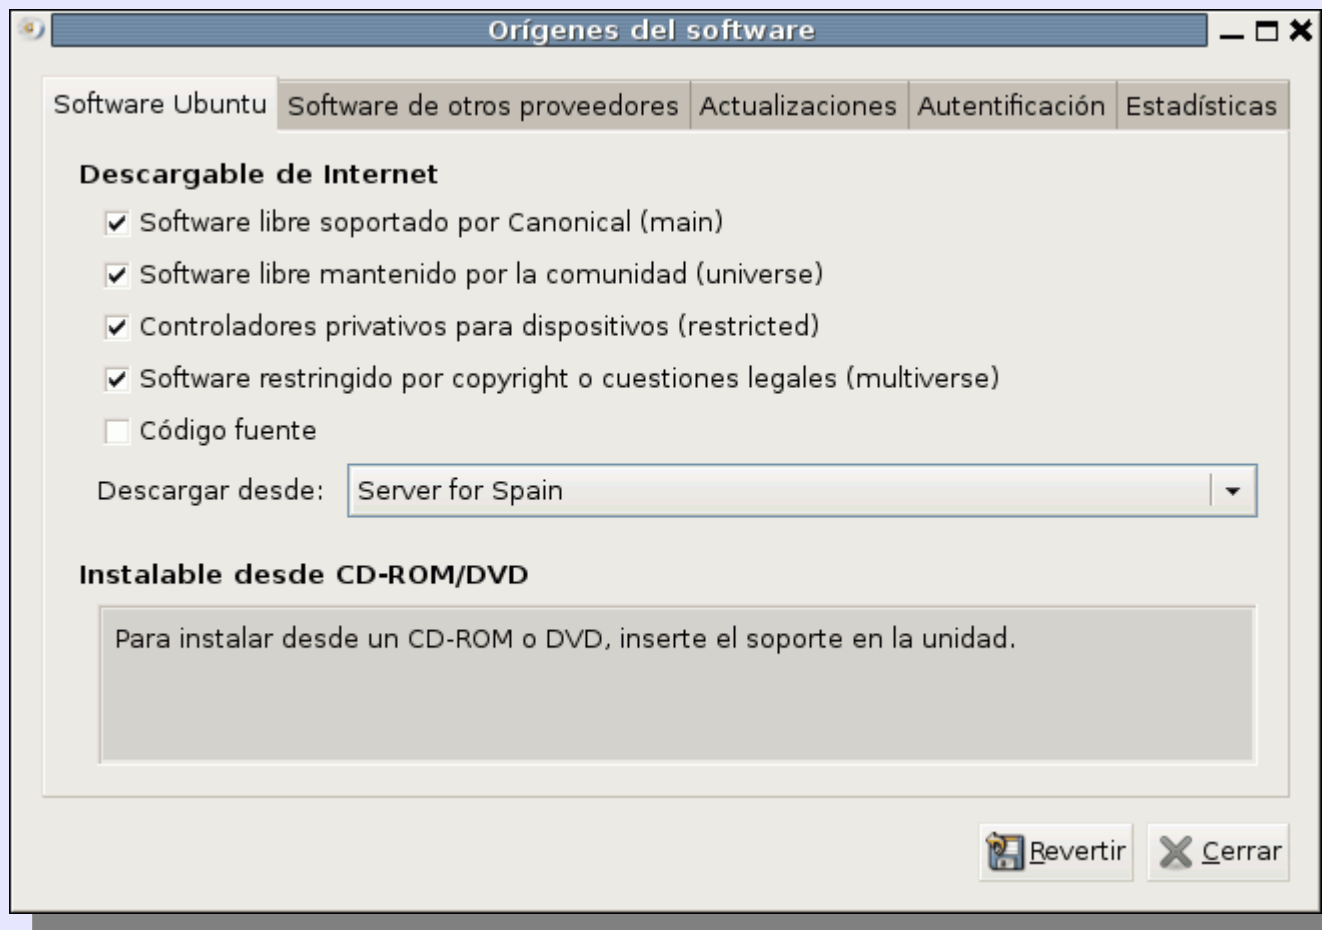 Orígenes del software
Software Ubuntu Software de otros proveedores Actualizaciones Autentificación Estadísticas
Descargable de Internet
Software libre soportado por Canonical (main)
Software libre mantenido por la comunidad (universe)
Controladores privativos para dispositivos (restricted)
Software restringido por copyright o cuestiones legales (multiverse)
Código fuente
Descargar desde: Server for Spain
Instalable desde CD-ROM/DVD
Para instalar desde un CD-ROM o DVD, inserte el soporte en la unidad.
Revertir Cerrar